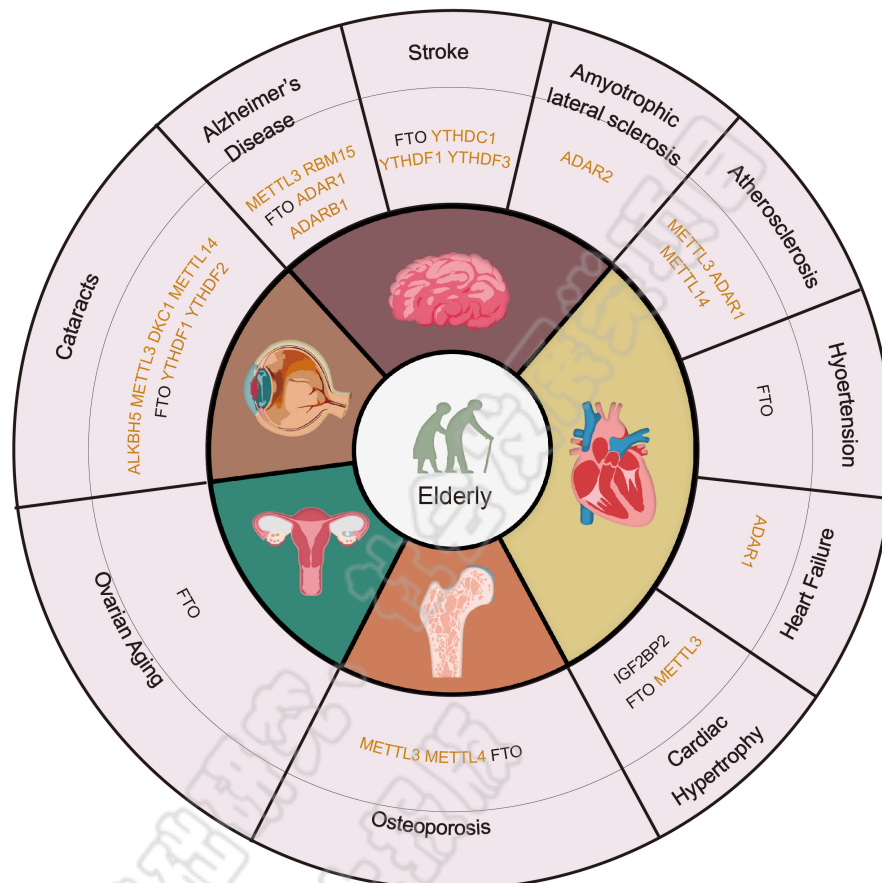 Stroke
FTO YTHDC1
YTHDF1 YTHDF3
Amyotrophic
lateral sclerosis
ADAR2
Atherosclerosis
METTL3 ADAR1
METTL14
Hyoertension
FTO
Heart Failure
ADAR1
Cardiac
Hypertrophy
IGF2BP2
FTO METTL3
Osteoporosis
METTL3 METTL4 FTO
Ovarian Aging
FTO
Cataracts
ALKBH5 METTL3 DKC1 METTL14
FTO YTHDF1 YTHDF2
Alzheimer's
Disease
METTL3 RBM15
FTO ADAR1
ADARB1
Elderly